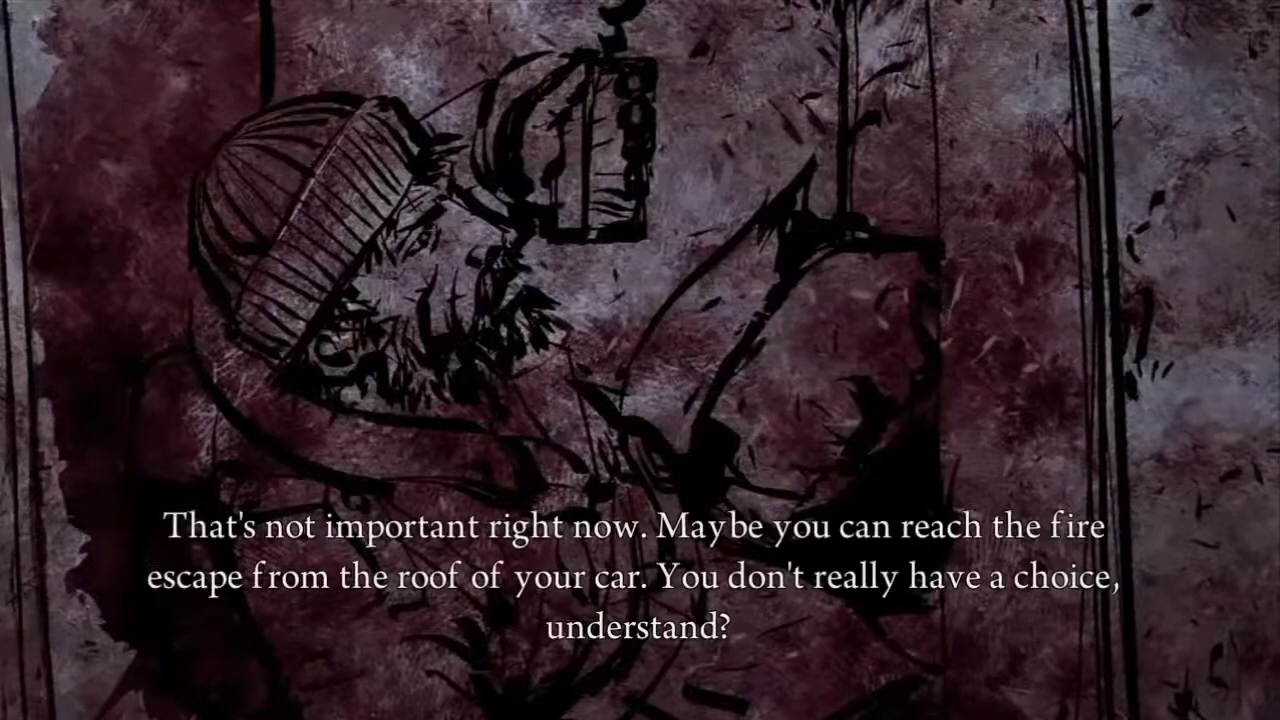 That's not important right now. Maybe you can reach the fire
escape from the roof of your car. You don't really have a choice,
understand?